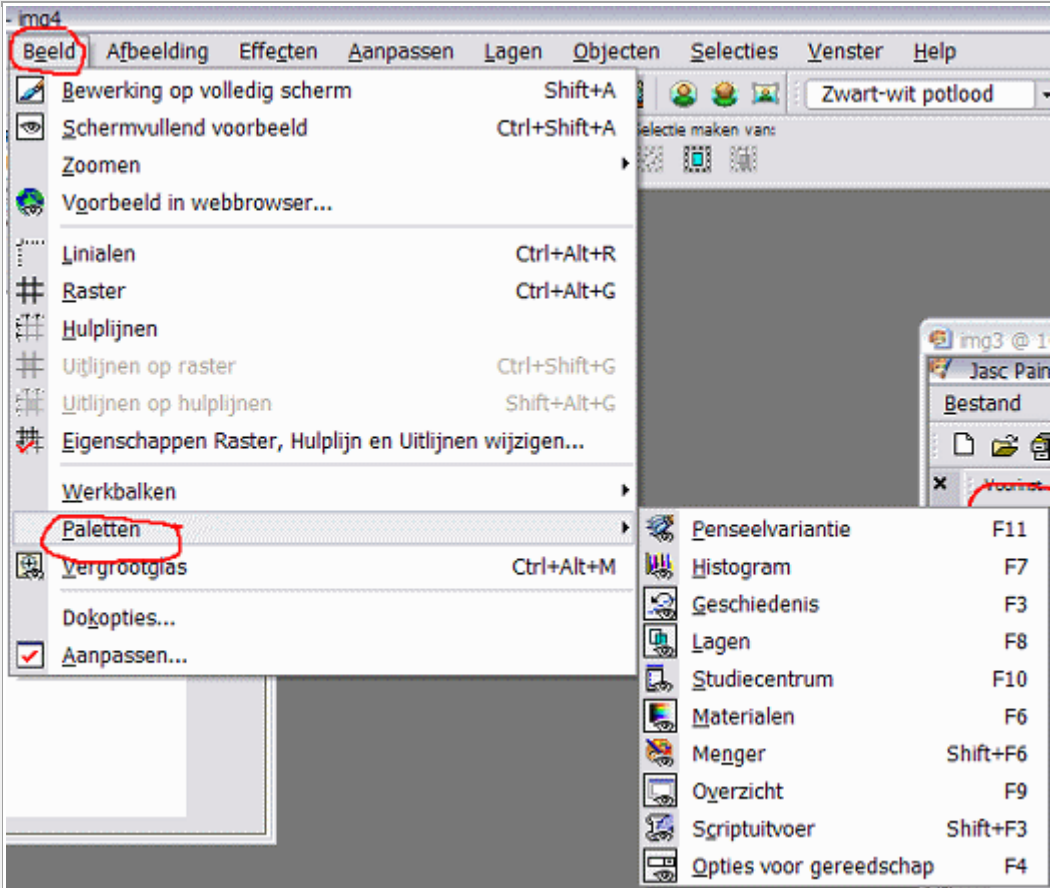 - img4
Beeld Afbeelding Effecten Aanpassen Lagen Objecten Selecties Venster Help
Bewerking op volledig scherm Shift+A
Zwart-wit potlood
Schermvullend voorbeeld Ctrl+Shift+A
Selectie maken van:
Zoomen
Voorbeeld in webbrowser...
Linialen Ctrl+Alt+R
Raster Ctrl+Alt+G
Hulplijnen
img3 @ 1
Uitlijnen op raster Ctrl+Shift+G
Jasc Pain
Uitlijnen op hulplijnen Shift+Alt+G
Bestand
Eigenschappen Raster, Hulplijn en Uitlijnen wijzigen...
Werkbalken
Voorinst.
Paletten
Vergrootglas Ctrl+Alt+M
Dokopties...
Aanpassen...
Penseelvariantie F11
Histogram F7
Geschiedenis F3
Lagen F8
Studiecentrum F10
Materialen F6
Menger Shift+F6
Overzicht F9
Scriptuitvoer Shift+F3
Opties voor gereedschap F4